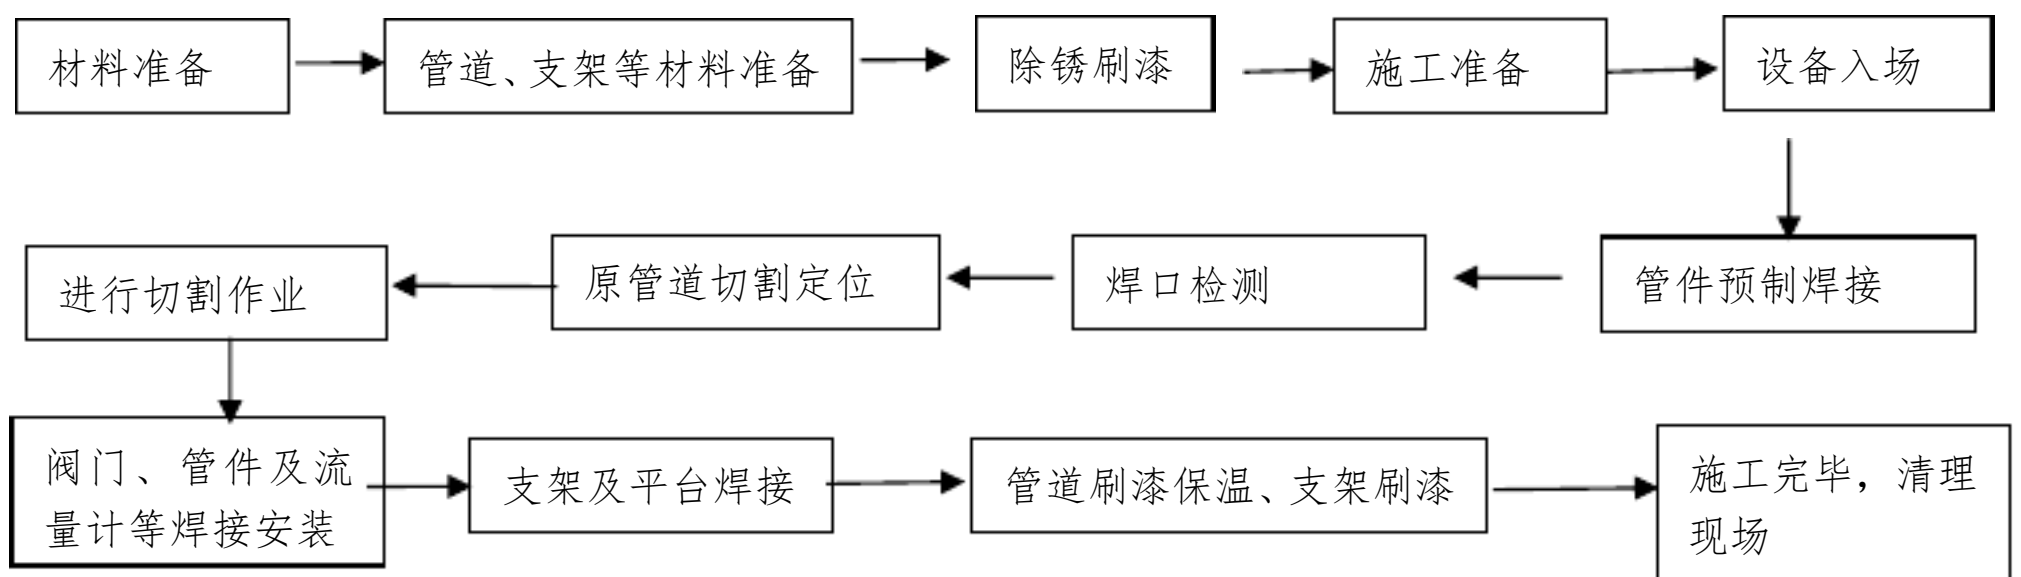 材料准备
管道、支架等材料准备
除锈刷漆
施工准备
设备入场
管件预制焊接
焊口检测
原管道切割定位
进行切割作业
阀门、管件及流
量计等焊接安装
支架及平台焊接
管道刷漆保温、支架刷漆
施工完毕，清理
现场